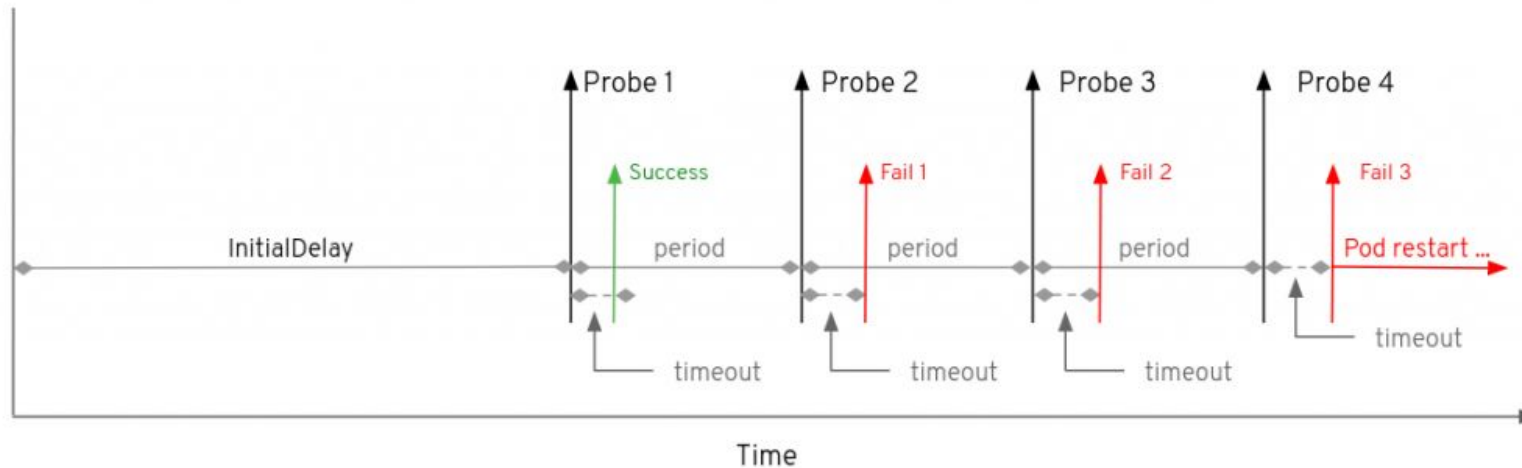 Probe 1
Probe 2
Probe 3
Probe 4
Success
Fail 1
Fail 2
Fail 3
InitialDelay
period
period
period
Pod restart ...
timeout
timeout
timeout
timeout
Time